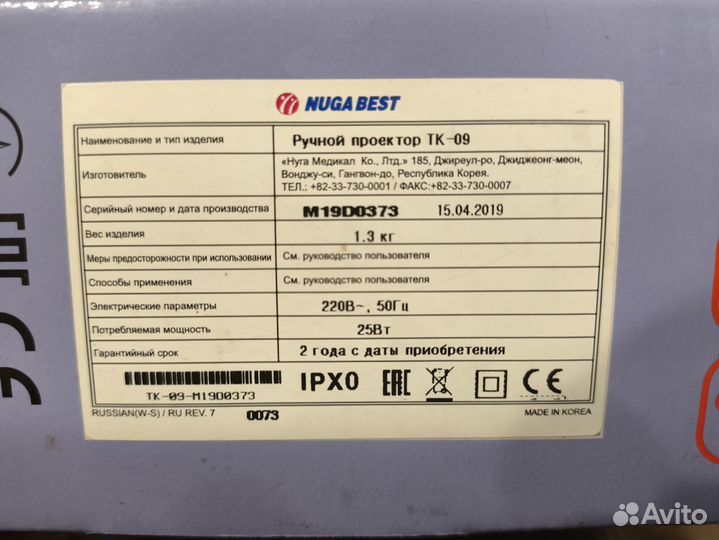 NUGA BEST
Наименование и тип изделия Ручной проектор ТК-09
Изготовитель «Нуга Медикал Ко., Лтд.» 185, Джиреул-ро, Джиджеонг-меон,
Вонджу-си, Гангвон-до, Республика Корея.
ТЕЛ.: +82-33-730-0001 / ФАКС:+82-33-730-0007
Серийный номер и дата производства M19D0373 15.04.2019
Вес изделия 1.3 кг
Меры предосторожности при использовании См. руководство пользователя
Способы применения См. руководство пользователя
Электрические параметры 220В~, 50Гц
Потребляемая мощность 25Вт
Гарантийный срок 2 года с даты приобретения
IPX0 EAC CE
TK-09-M19D0373
RUSSIAN(W-S) / RU REV. 7 0073 MADE IN KOREA
Avito